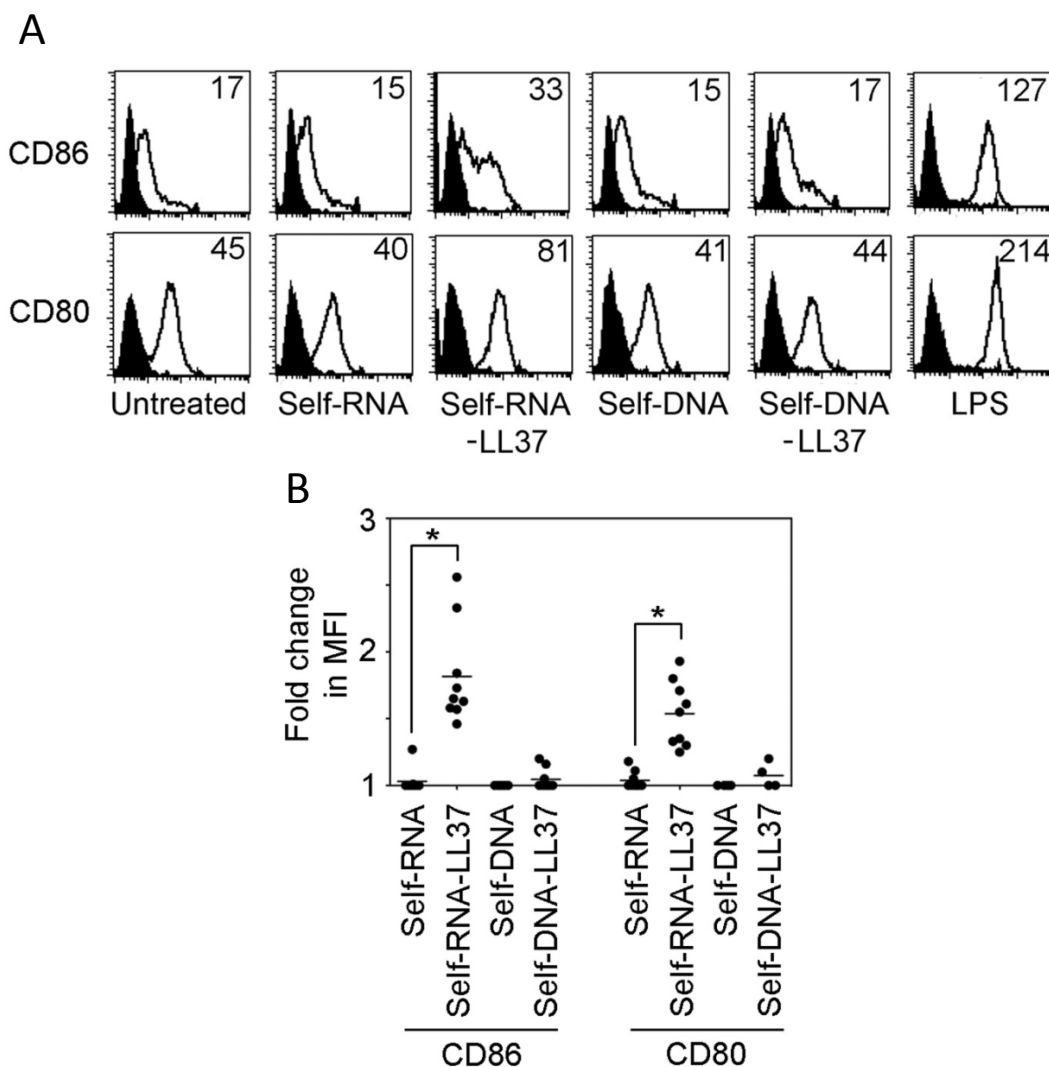 A
CD86
17
15
33
15
17
127
CD80
45
40
81
41
44
214
Untreated
Self-RNA
Self-RNA
-LL37
Self-DNA
Self-DNA
-LL37
LPS
B
Fold change
in MFI
3
2
1
*
*
Self-RNA
Self-RNA-LL37
Self-DNA
Self-DNA-LL37
Self-RNA
Self-RNA-LL37
Self-DNA
Self-DNA-LL37
CD86
CD80